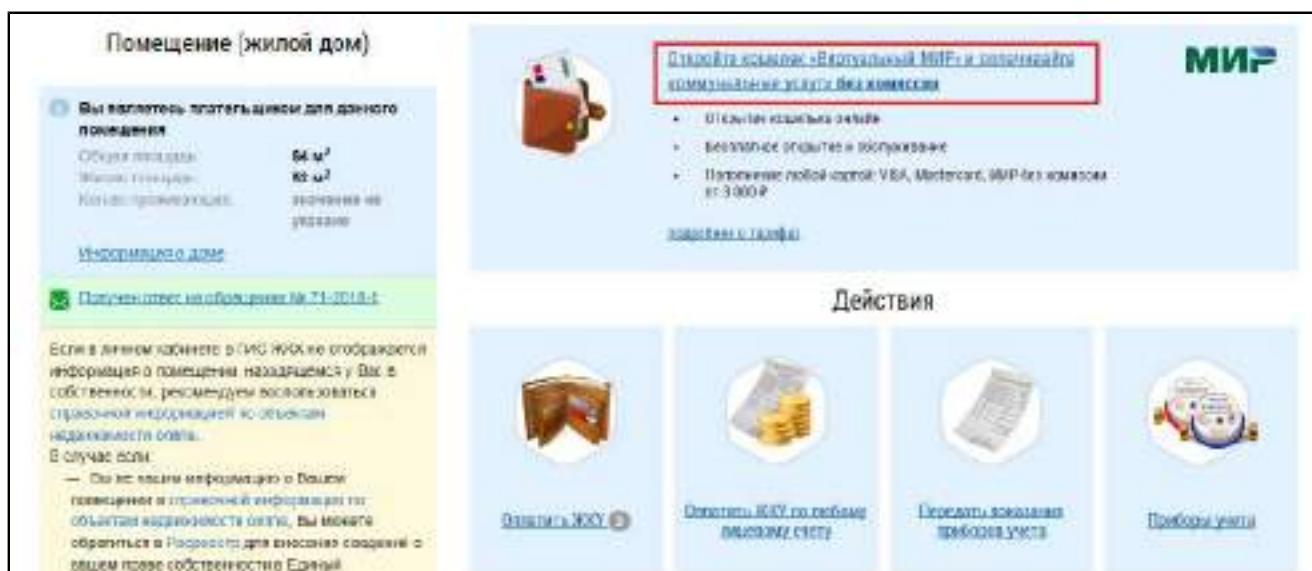 Помещение (жилой дом)
Вы являетесь плательщиком для данного
помещения
Общая площадь: 64 м²
Жилая площадь: 62 м²
Кол-во проживающих: значение не
указано
Информация о доме
Получен ответ на обращение № 71-2018-1
Если в личном кабинете в ГИС ЖКХ не отображается
информация о помещении, находящемся у Вас в
собственности, рекомендуем воспользоваться
справочной информацией по объектам
недвижимости online.
В случае если:
— Вы не нашли информацию о Вашем
помещении в справочной информации по
объектам недвижимости online, Вы можете
обратиться в Росреестр для внесения сведений о
вашем праве собственности в Единый
Откройте кошелек «Виртуальный МИР» и оплачивайте
коммунальные услуги без комиссии
МИР
• Открытие кошелька онлайн
• Бесплатное открытие и обслуживание
• Пополнение любой картой: VISA, Mastercard, МИР без комиссии
от 3 000 ₽
подробнее о тарифах
Действия
Оплатить ЖКУ
Оплатить ЖКУ по любому
лицевому счету
Передать показания
приборов учета
Приборы учета